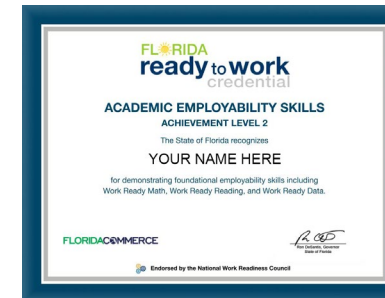 FLORIDA
ready to work
credential
ACADEMIC EMPLOYABILITY SKILLS
ACHIEVEMENT LEVEL 2
The State of Florida recognizes
YOUR NAME HERE
for demonstrating foundational employability skills including
Work Ready Math, Work Ready Reading, and Work Ready Data.
FLORIDACOMMERCE
Ron DeSantis, Governor
State of Florida
Endorsed by the National Work Readiness Council